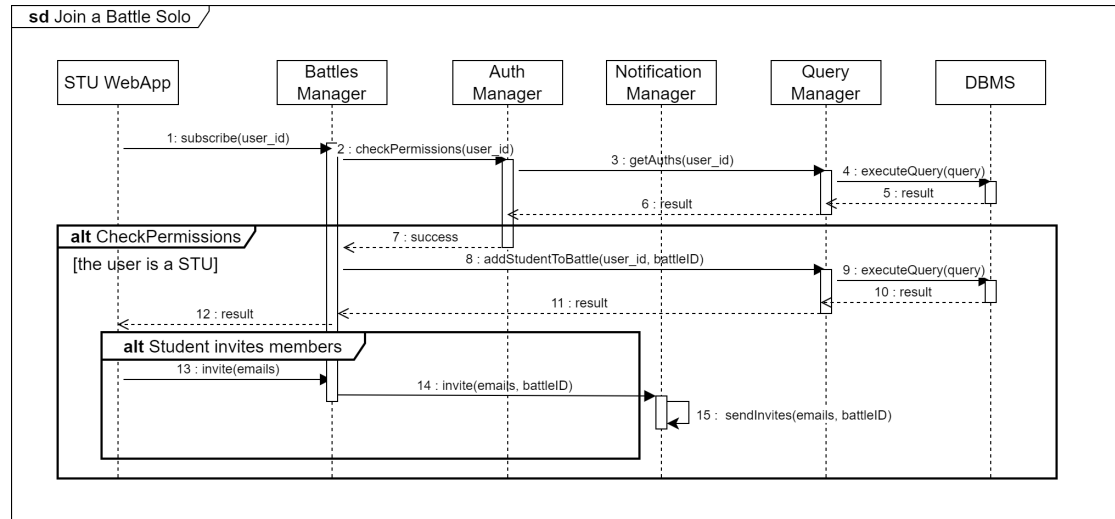 sd Join a Battle Solo
STU WebApp
Battles
Manager
Auth
Manager
Notification
Manager
Query
Manager
DBMS
1: subscribe(user_id)
2 : checkPermissions(user_id)
3 : getAuths(user_id)
4 : executeQuery(query)
5 : result
6 : result
alt CheckPermissions
7 : success
[the user is a STU]
8 : addStudentToBattle(user_id, battleID)
9 : executeQuery(query)
10 : result
11 : result
12 : result
alt Student invites members
13 : invite(emails)
14 : invite(emails, battleID)
15 : sendInvites(emails, battleID)